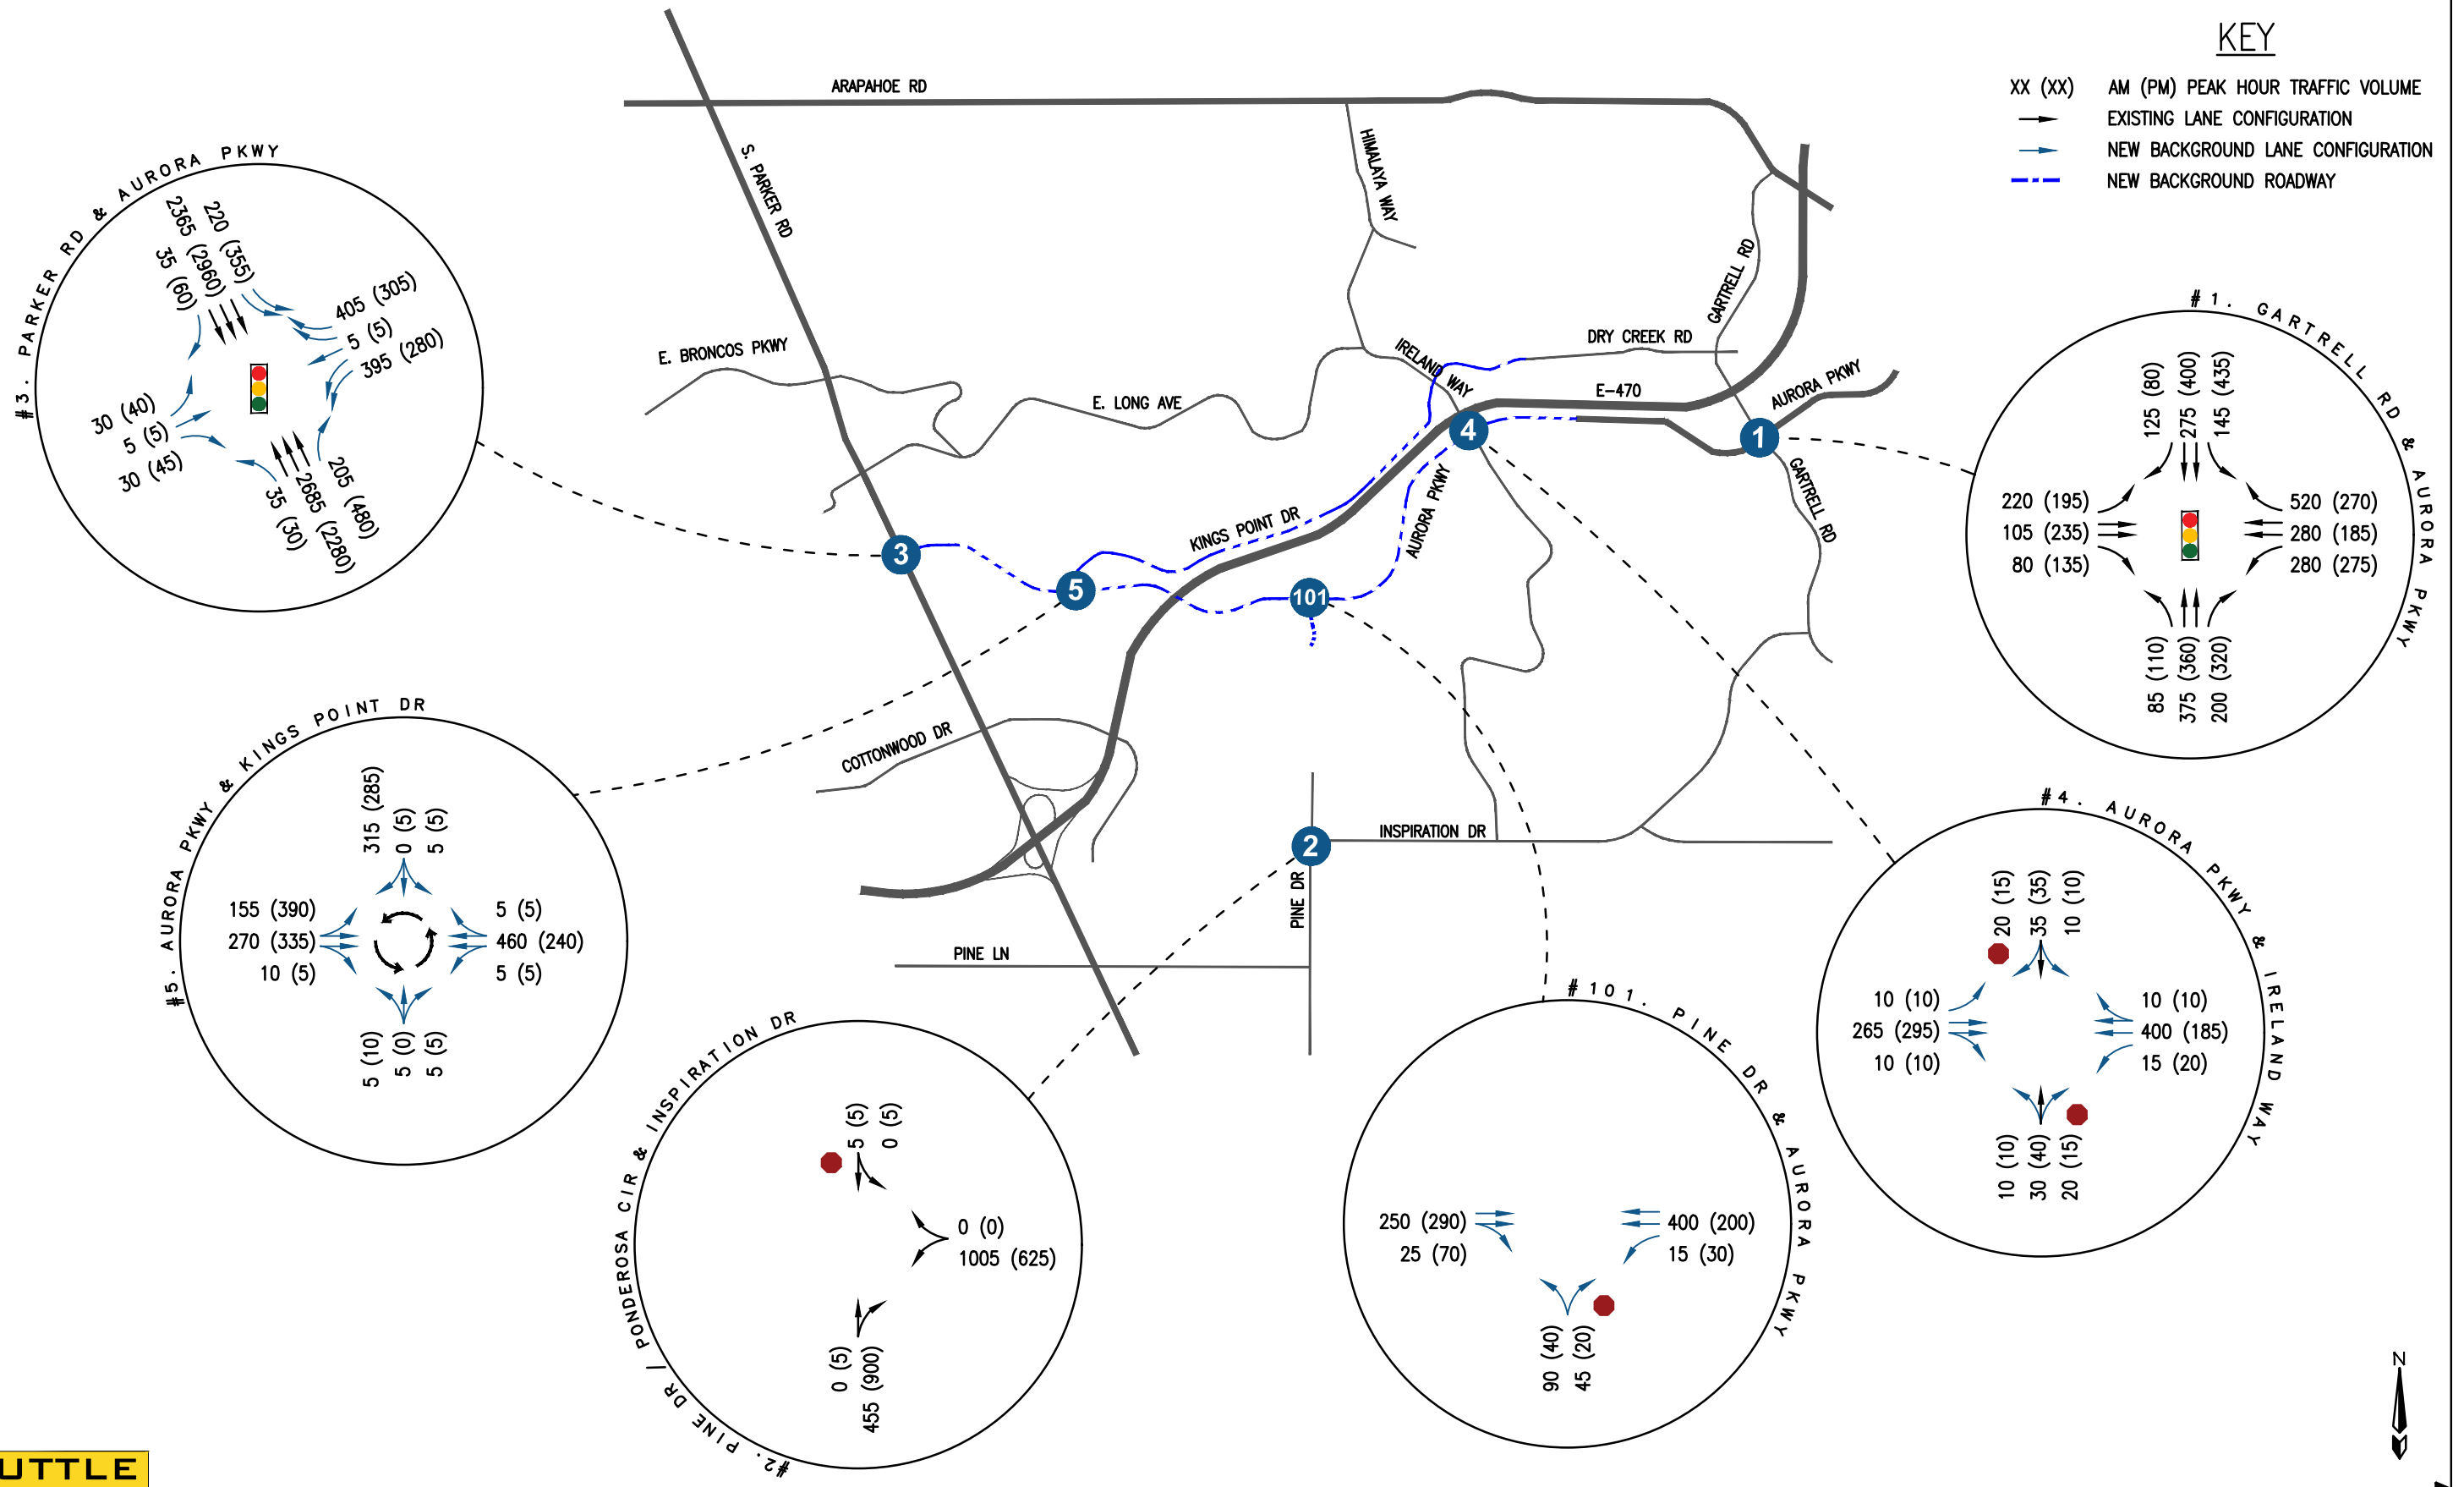 KEY
XX (XX) AM (PM) PEAK HOUR TRAFFIC VOLUME
EXISTING LANE CONFIGURATION
NEW BACKGROUND LANE CONFIGURATION
NEW BACKGROUND ROADWAY
ARAPAHOE RD
S. PARKER RD
HIMALAYA WAY
GARTRELL RD
E. BRONCOS PKWY
E. LONG AVE
IRELAND WAY
DRY CREEK RD
E-470
AURORA PKWY
GARTRELL RD
KINGS POINT DR
AURORA PKWY
COTTONWOOD DR
INSPIRATION DR
PINE DR
PINE LN
1
4
3
5
101
2
#3. PARKER RD & AURORA PKWY
35 (60)
2365 (2960)
220 (355)
405 (305)
5 (5)
395 (280)
30 (40)
5 (5)
30 (45)
35 (30)
2685 (2280)
205 (480)
#1. GARTRELL RD & AURORA PKWY
125 (80)
275 (400)
145 (435)
220 (195)
105 (235)
80 (135)
520 (270)
280 (185)
280 (275)
85 (110)
375 (360)
200 (320)
#5. AURORA PKWY & KINGS POINT DR
315 (285)
0 (5)
5 (5)
155 (390)
270 (335)
10 (5)
5 (5)
460 (240)
5 (5)
5 (10)
5 (0)
5 (5)
#4. AURORA PKWY & IRELAND WAY
20 (15)
35 (35)
10 (10)
10 (10)
265 (295)
10 (10)
10 (10)
400 (185)
15 (20)
10 (10)
30 (40)
20 (15)
#2. PINE DR / PONDEROSA CIR & INSPIRATION DR
5 (5)
0 (5)
0 (0)
1005 (625)
0 (5)
455 (900)
#101. PINE DR & AURORA PKWY
250 (290)
25 (70)
400 (200)
15 (30)
90 (40)
45 (20)
N
UTTLE